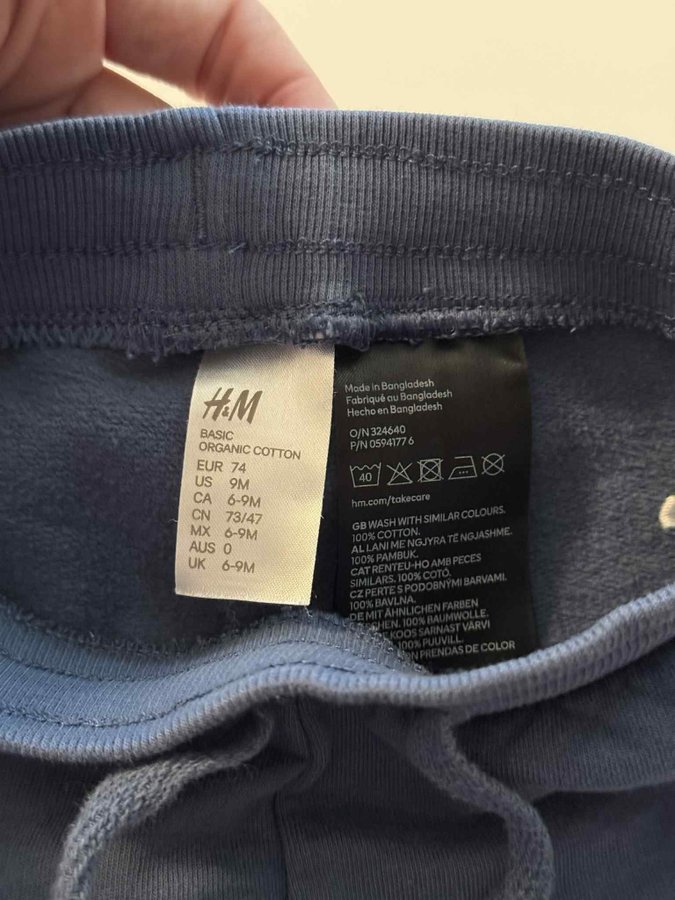 H&M
BASIC
ORGANIC COTTON
EUR 74
US 9M
CA 6-9M
CN 73/47
MX 6-9M
AUS 0
UK 6-9M
Made in Bangladesh
Fabriqué au Bangladesh
Hecho en Bangladesh
O/N 324640
P/N 0594177 6
40
hm.com/takecare
GB WASH WITH SIMILAR COLOURS.
100% COTTON.
AL LANI ME NGJYRA TË NGJASHME.
100% PAMBUK.
CAT RENTEU-HO AMB PECES
SIMILARS. 100% COTÓ.
CZ PERTE S PODOBNÝMI BARVAMI.
100% BAVLNA.
DE MIT ÄHNLICHEN FARBEN
100% BAUMWOLLE.
KOOS SARNAST VÄRVI
% PUUVILL.
ON PRENDAS DE COLOR